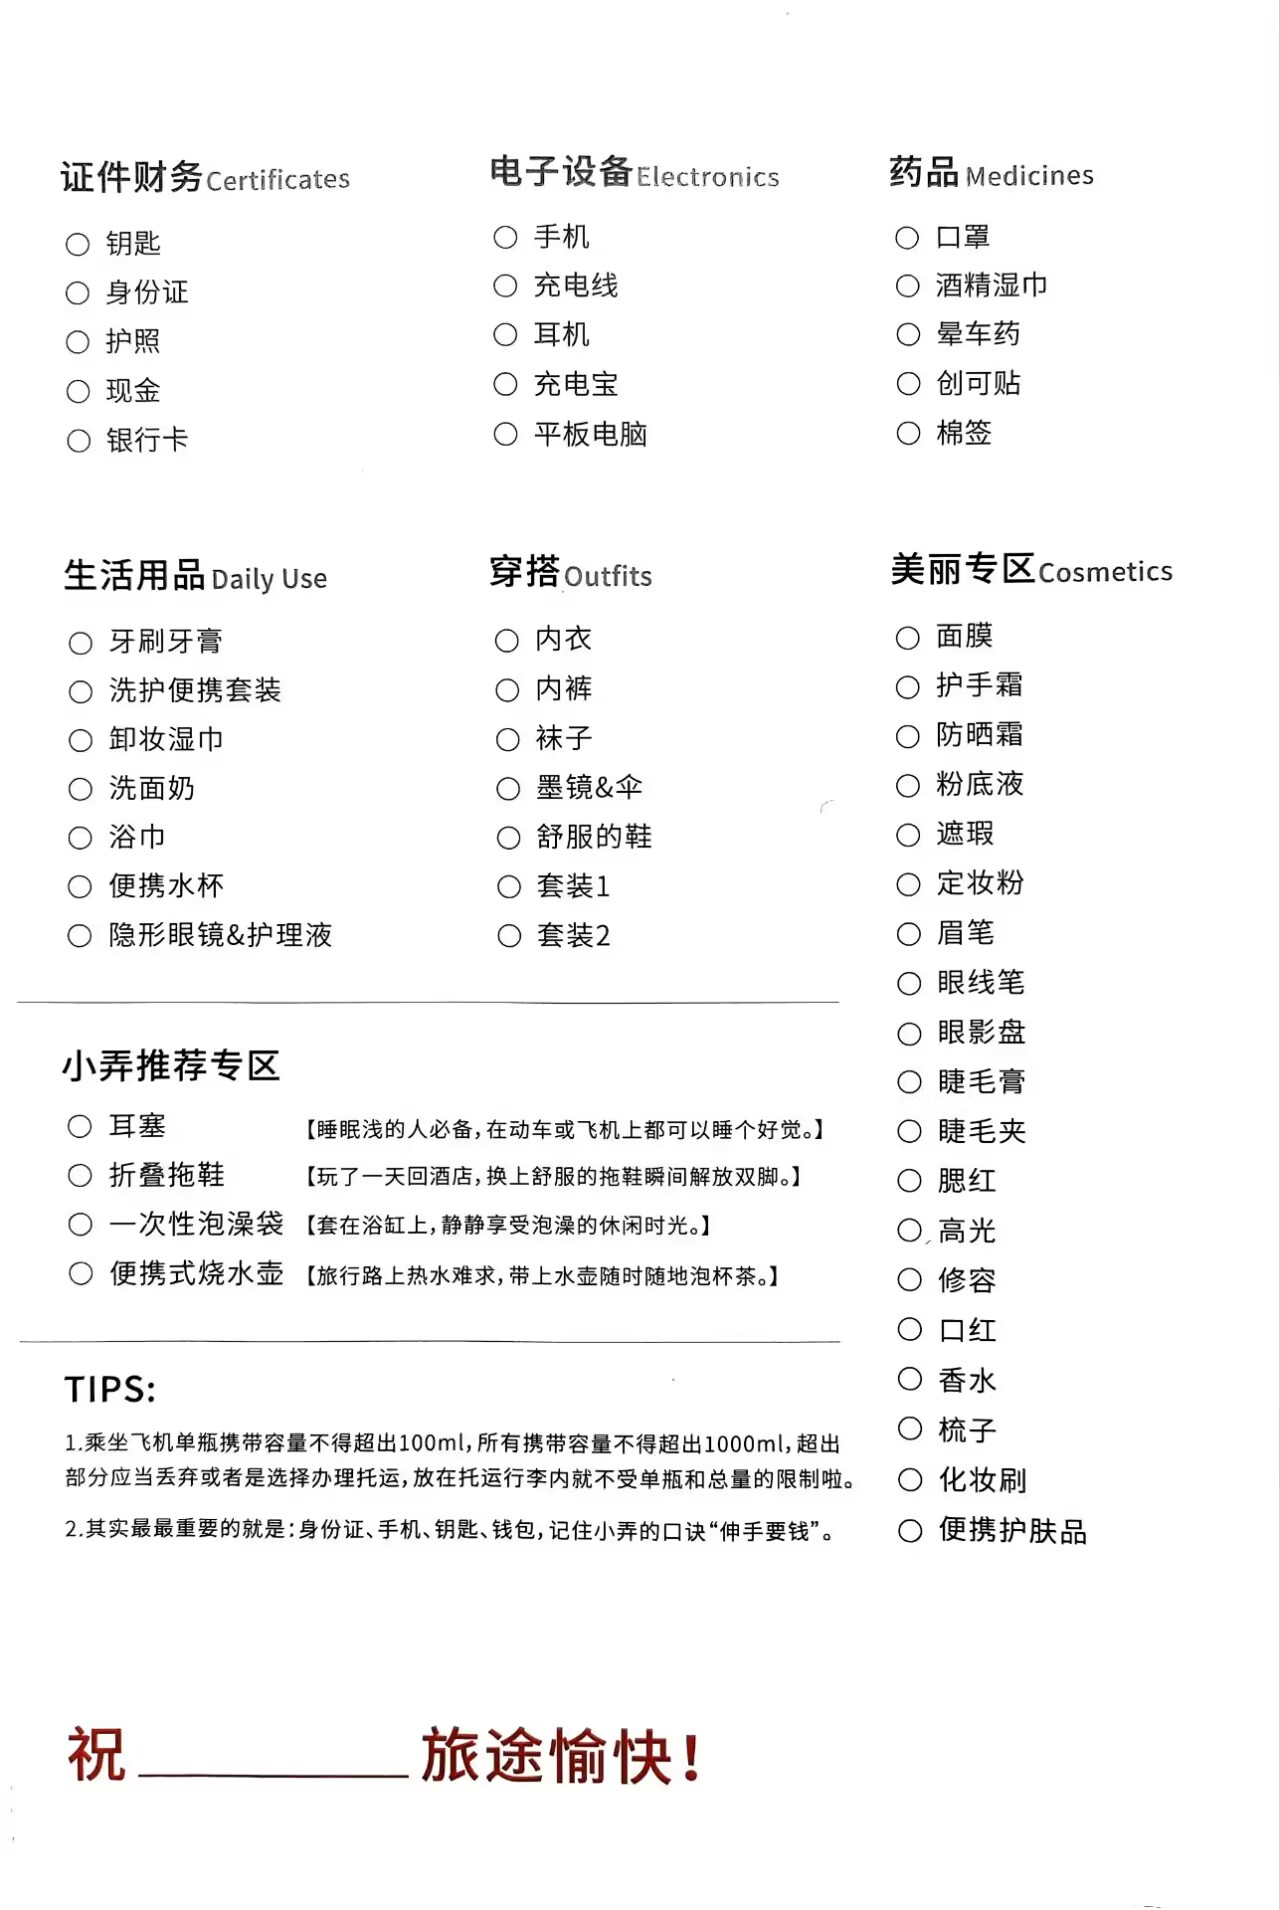 证件财务Certificates
钥匙
身份证
护照
现金
银行卡
电子设备Electronics
手机
充电线
耳机
充电宝
平板电脑
药品Medicines
口罩
酒精湿巾
晕车药
创可贴
棉签
生活用品Daily Use
牙刷牙膏
洗护便携套装
卸妆湿巾
洗面奶
浴巾
便携水杯
隐形眼镜&护理液
穿搭Outfits
内衣
内裤
袜子
墨镜&伞
舒服的鞋
套装1
套装2
美丽专区Cosmetics
面膜
护手霜
防晒霜
粉底液
遮瑕
定妆粉
眉笔
眼线笔
眼影盘
睫毛膏
睫毛夹
腮红
高光
修容
口红
香水
梳子
化妆刷
便携护肤品
小弄推荐专区
耳塞 【睡眠浅的人必备，在动车或飞机上都可以睡个好觉。】
折叠拖鞋 【玩了一天回酒店，换上舒服的拖鞋瞬间解放双脚。】
一次性泡澡袋 【套在浴缸上，静静享受泡澡的休闲时光。】
便携式烧水壶 【旅行路上热水难求，带上水壶随时随地泡杯茶。】
TIPS:
1.乘坐飞机单瓶携带容量不得超出100ml，所有携带容量不得超出1000ml，超出
部分应当丢弃或者是选择办理托运，放在托运行李内就不受单瓶和总量的限制啦。
2.其实最最重要的就是：身份证、手机、钥匙、钱包，记住小弄的口诀“伸手要钱”。
祝________旅途愉快！